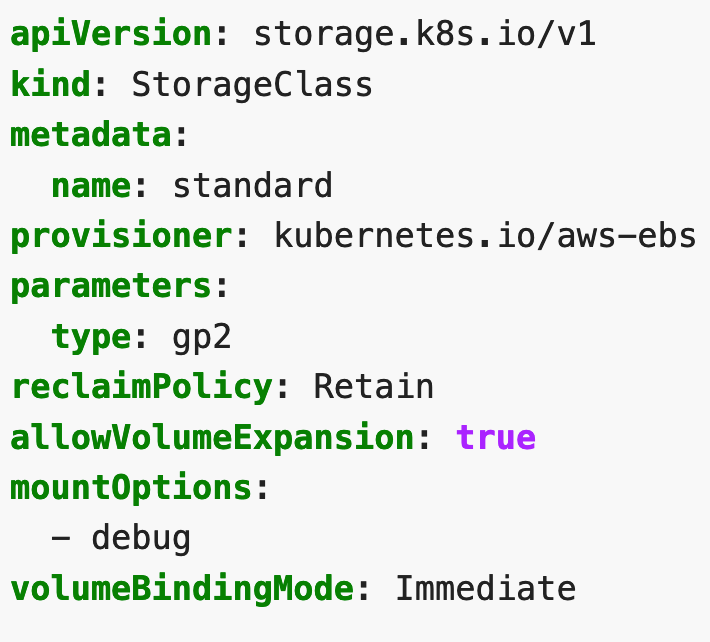 apiVersion: storage.k8s.io/v1
kind: StorageClass
metadata:
  name: standard
provisioner: kubernetes.io/aws-ebs
parameters:
  type: gp2
reclaimPolicy: Retain
allowVolumeExpansion: true
mountOptions:
  - debug
volumeBindingMode: Immediate